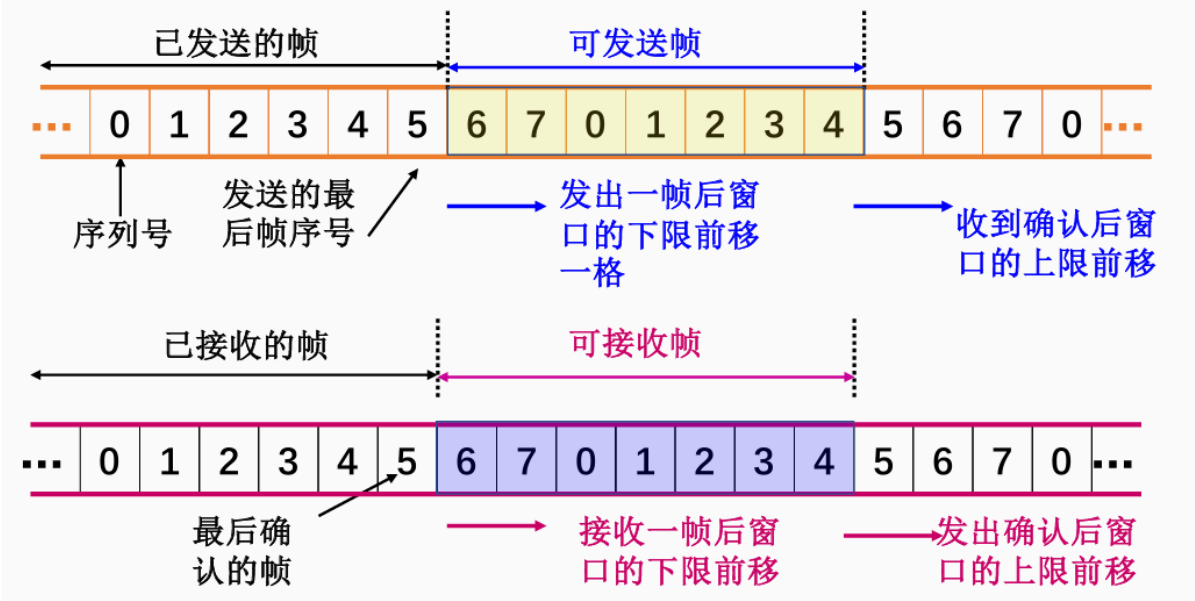 已发送的帧
可发送帧
… 0 1 2 3 4 5 6 7 0 1 2 3 4 5 6 7 0 …
序列号
发送的最
后帧序号
发出一帧后窗
口的下限前移
一格
收到确认后窗
口的上限前移
已接收的帧
可接收帧
… 0 1 2 3 4 5 6 7 0 1 2 3 4 5 6 7 0 …
最后确
认的帧
接收一帧后窗
口的下限前移
发出确认后窗
口的上限前移